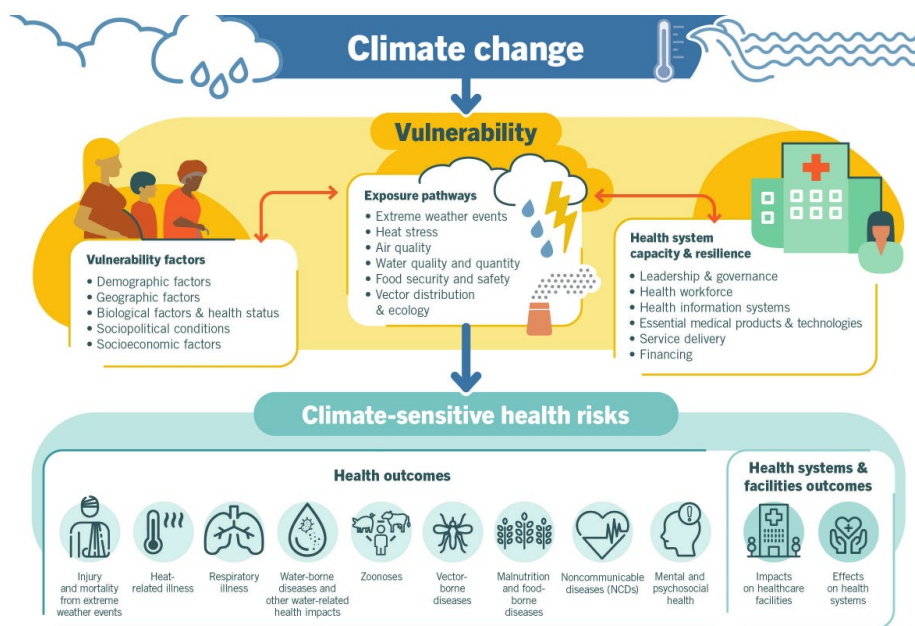 Climate change
Vulnerability
Vulnerability factors
• Demographic factors
• Geographic factors
• Biological factors & health status
• Sociopolitical conditions
• Socioeconomic factors
Exposure pathways
• Extreme weather events
• Heat stress
• Air quality
• Water quality and quantity
• Food security and safety
• Vector distribution
& ecology
Health system
capacity & resilience
• Leadership & governance
• Health workforce
• Health information systems
• Essential medical products & technologies
• Service delivery
• Financing
Climate-sensitive health risks
Health outcomes
Injury
and mortality
from extreme
weather events
Heat-
related illness
Respiratory
illness
Water-borne
diseases and
other water-related
health impacts
Zoonoses
Vector-
borne
diseases
Malnutrition
and food-
borne
diseases
Noncommunicable
diseases (NCDs)
Mental and
psychosocial
health
Health systems &
facilities outcomes
Impacts
on healthcare
facilities
Effects
on health
systems